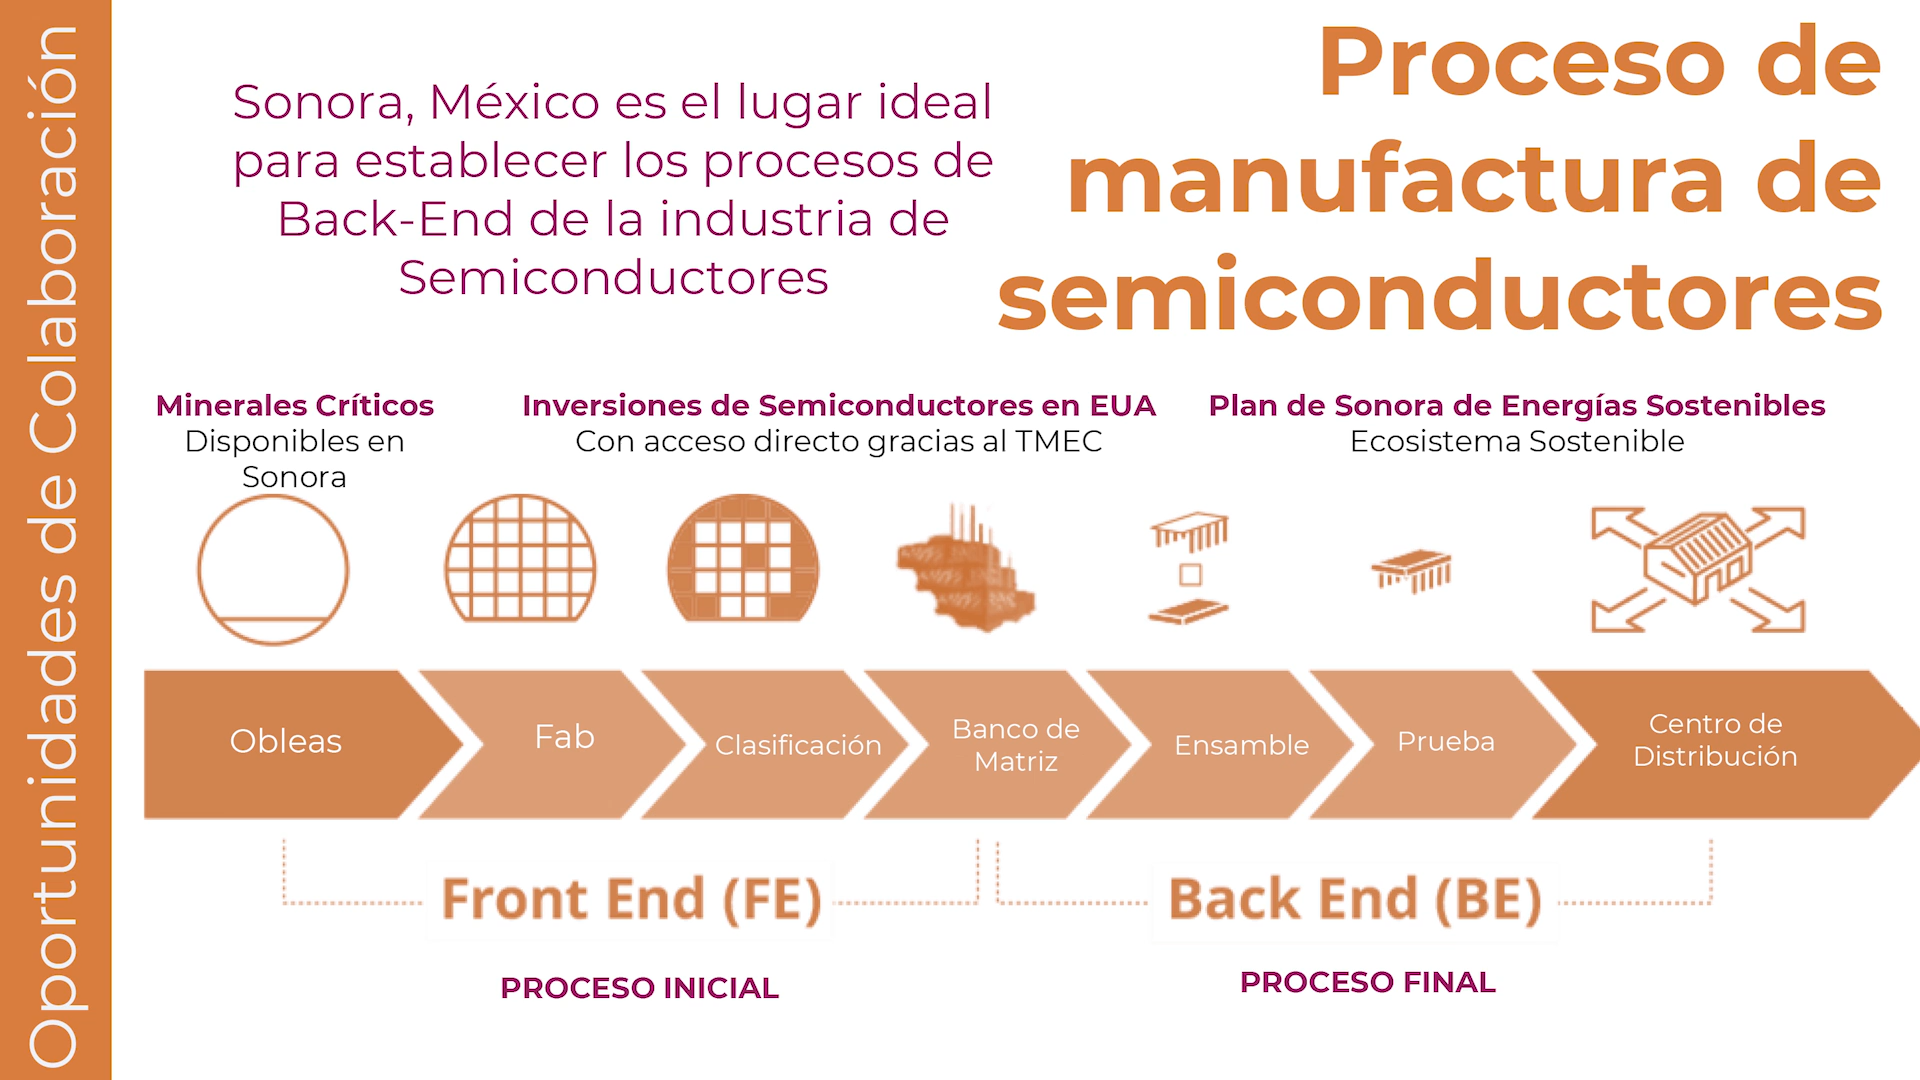 Oportunidades de Colaboración
Sonora, México es el lugar ideal
para establecer los procesos de
Back-End de la industria de
Semiconductores
Proceso de
manufactura de
semiconductores
Minerales Críticos
Disponibles en
Sonora
Inversiones de Semiconductores en EUA
Con acceso directo gracias al TMEC
Plan de Sonora de Energías Sostenibles
Ecosistema Sostenible
Obleas
Fab
Clasificación
Banco de
Matriz
Ensamble
Prueba
Centro de
Distribución
Front End (FE)
Back End (BE)
PROCESO INICIAL
PROCESO FINAL